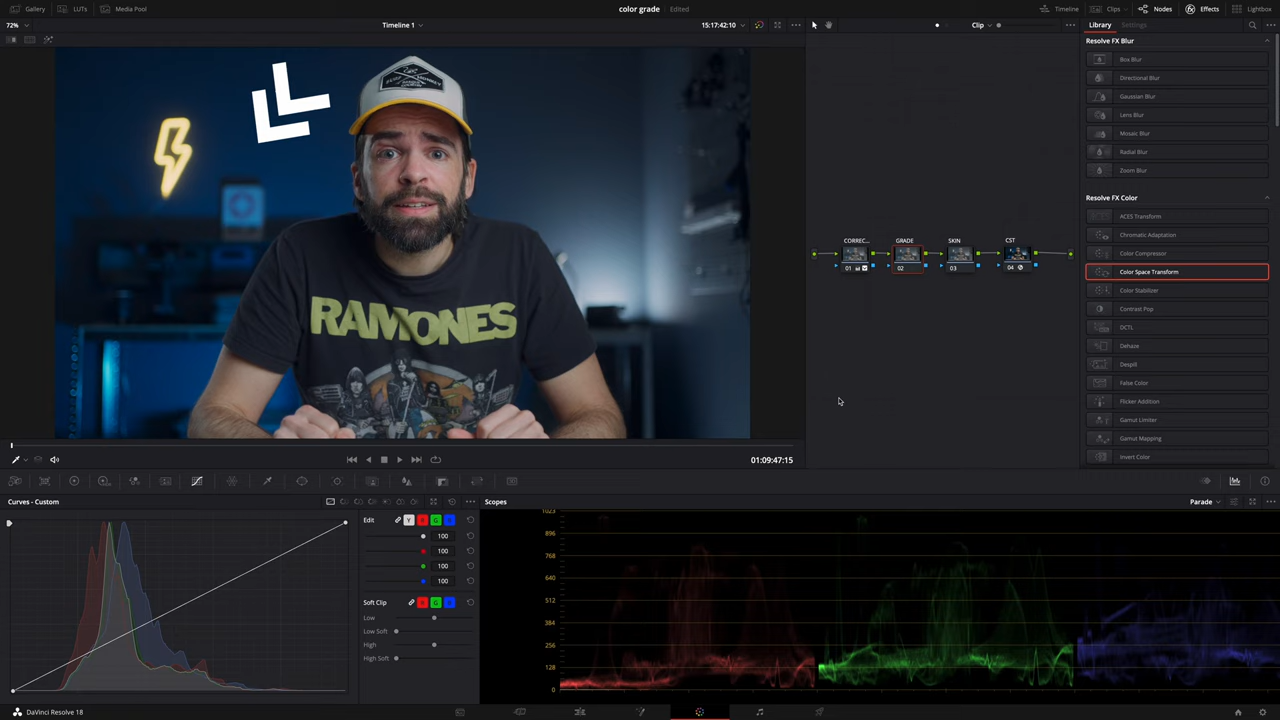 Gallery
LUTs
Media Pool
color grade
Edited
Timeline
Clips
Nodes
Effects
Lightbox
72%
Timeline 1
15:17:42:10
Clip
Library
Settings
Resolve FX Blur
Box Blur
Directional Blur
Gaussian Blur
Lens Blur
Mosaic Blur
Radial Blur
Zoom Blur
Resolve FX Color
ACES Transform
Chromatic Adaptation
Color Compressor
Color Space Transform
Color Stabilizer
Contrast Pop
DCTL
Dehaze
Despill
False Color
Flicker Addition
Gamut Limiter
Gamut Mapping
Invert Color
CORREC...
GRADE
SKIN
CST
01
02
03
04
RAMONES
01:09:47:15
Curves - Custom
Edit
Y
100
100
100
100
Soft Clip
Low
Low Soft
High
High Soft
Scopes
Parade
1023
896
768
640
512
384
256
128
0
DaVinci Resolve 18